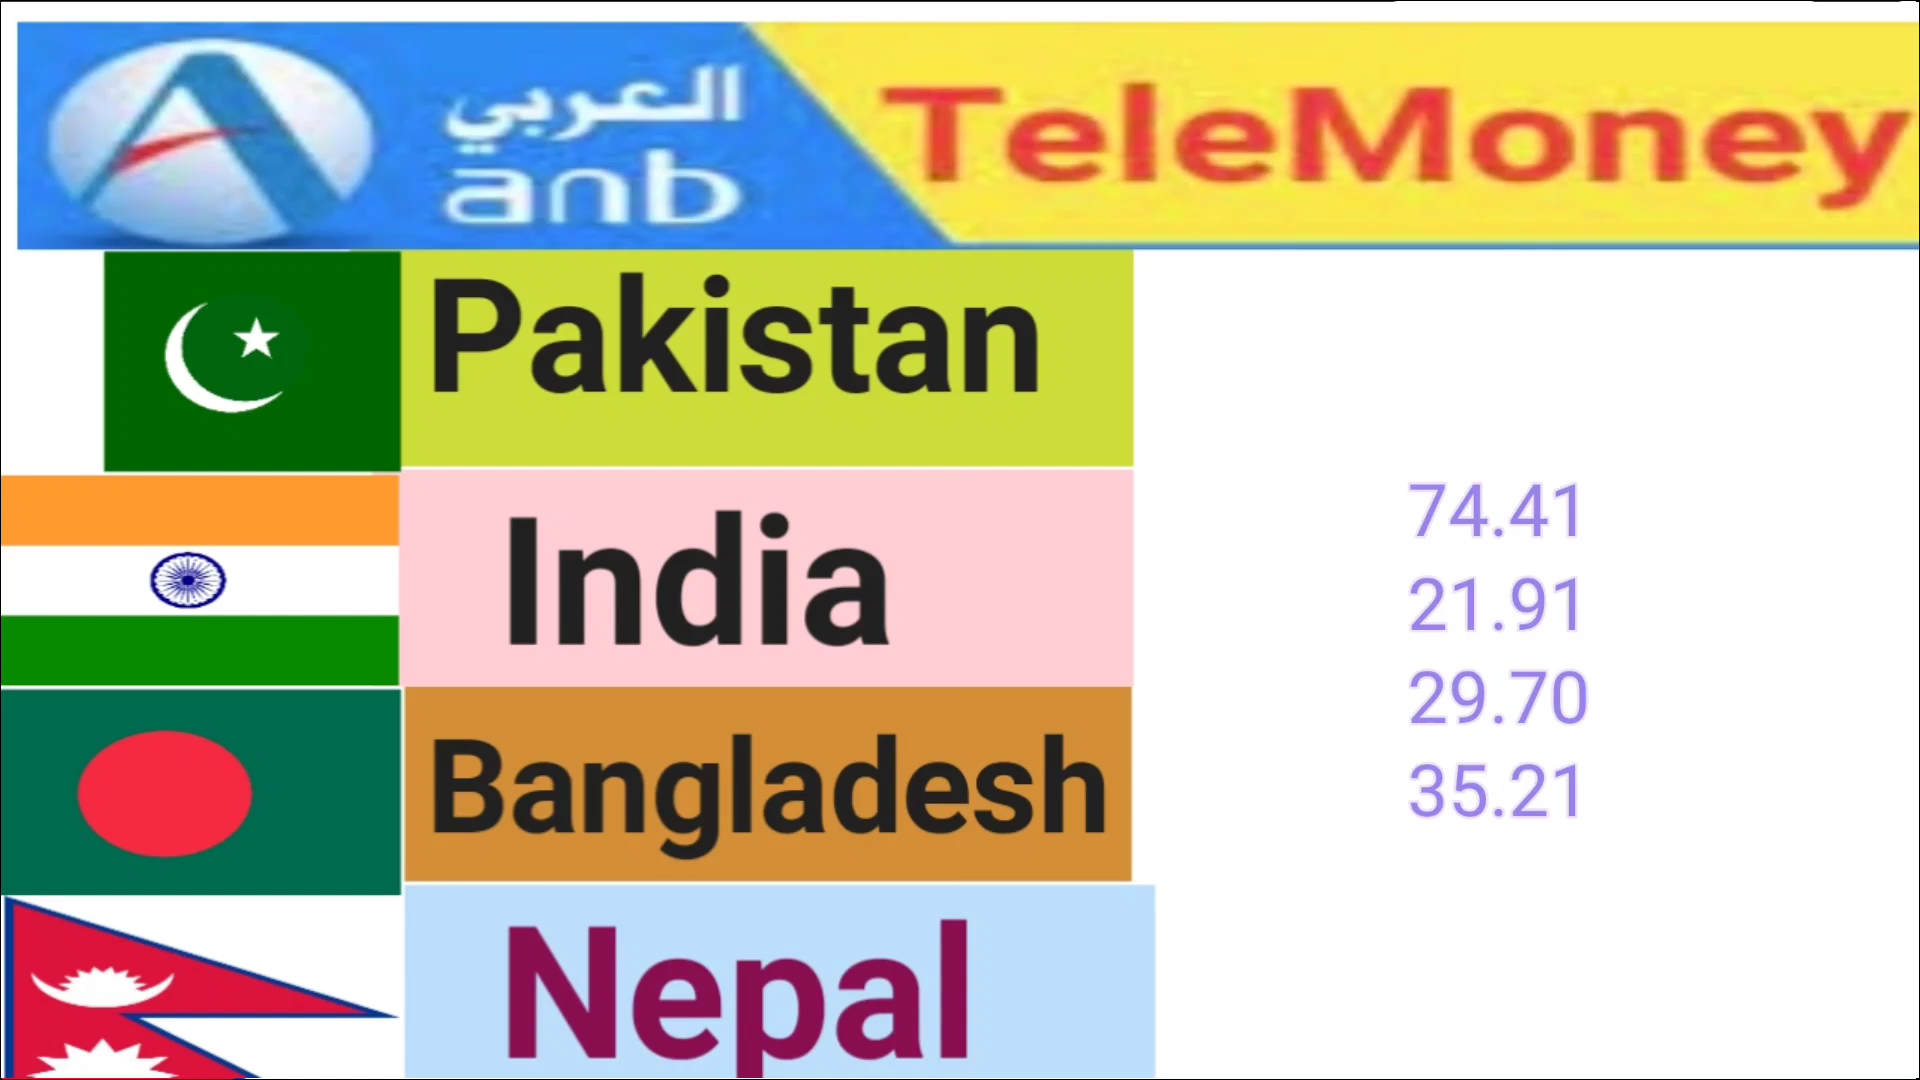 العربي
anb
TeleMoney
Pakistan
India
Bangladesh
Nepal
74.41
21.91
29.70
35.21